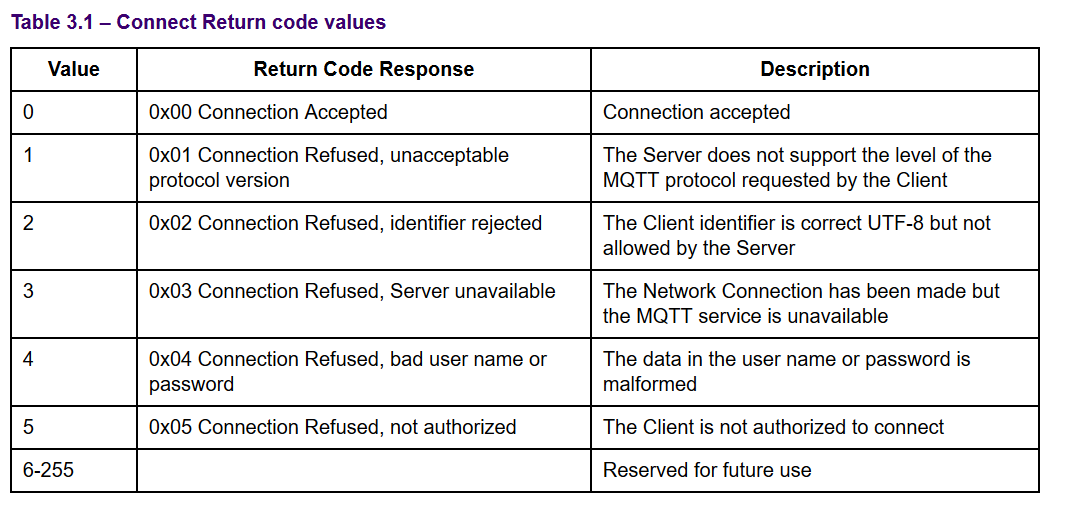 Table 3.1 – Connect Return code values
Value Return Code Response Description
0 0x00 Connection Accepted Connection accepted
1 0x01 Connection Refused, unacceptable The Server does not support the level of the
protocol version MQTT protocol requested by the Client
2 0x02 Connection Refused, identifier rejected The Client identifier is correct UTF-8 but not
allowed by the Server
3 0x03 Connection Refused, Server unavailable The Network Connection has been made but
the MQTT service is unavailable
4 0x04 Connection Refused, bad user name or The data in the user name or password is
password malformed
5 0x05 Connection Refused, not authorized The Client is not authorized to connect
6-255 Reserved for future use